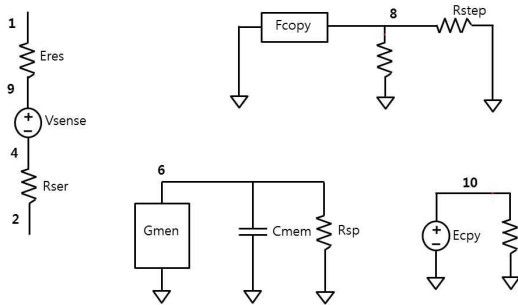 1
Eres
9
Vsense
4
Rser
2
Fcopy
8
Rstep
6
Gmen
Cmem
Rsp
10
Ecpy